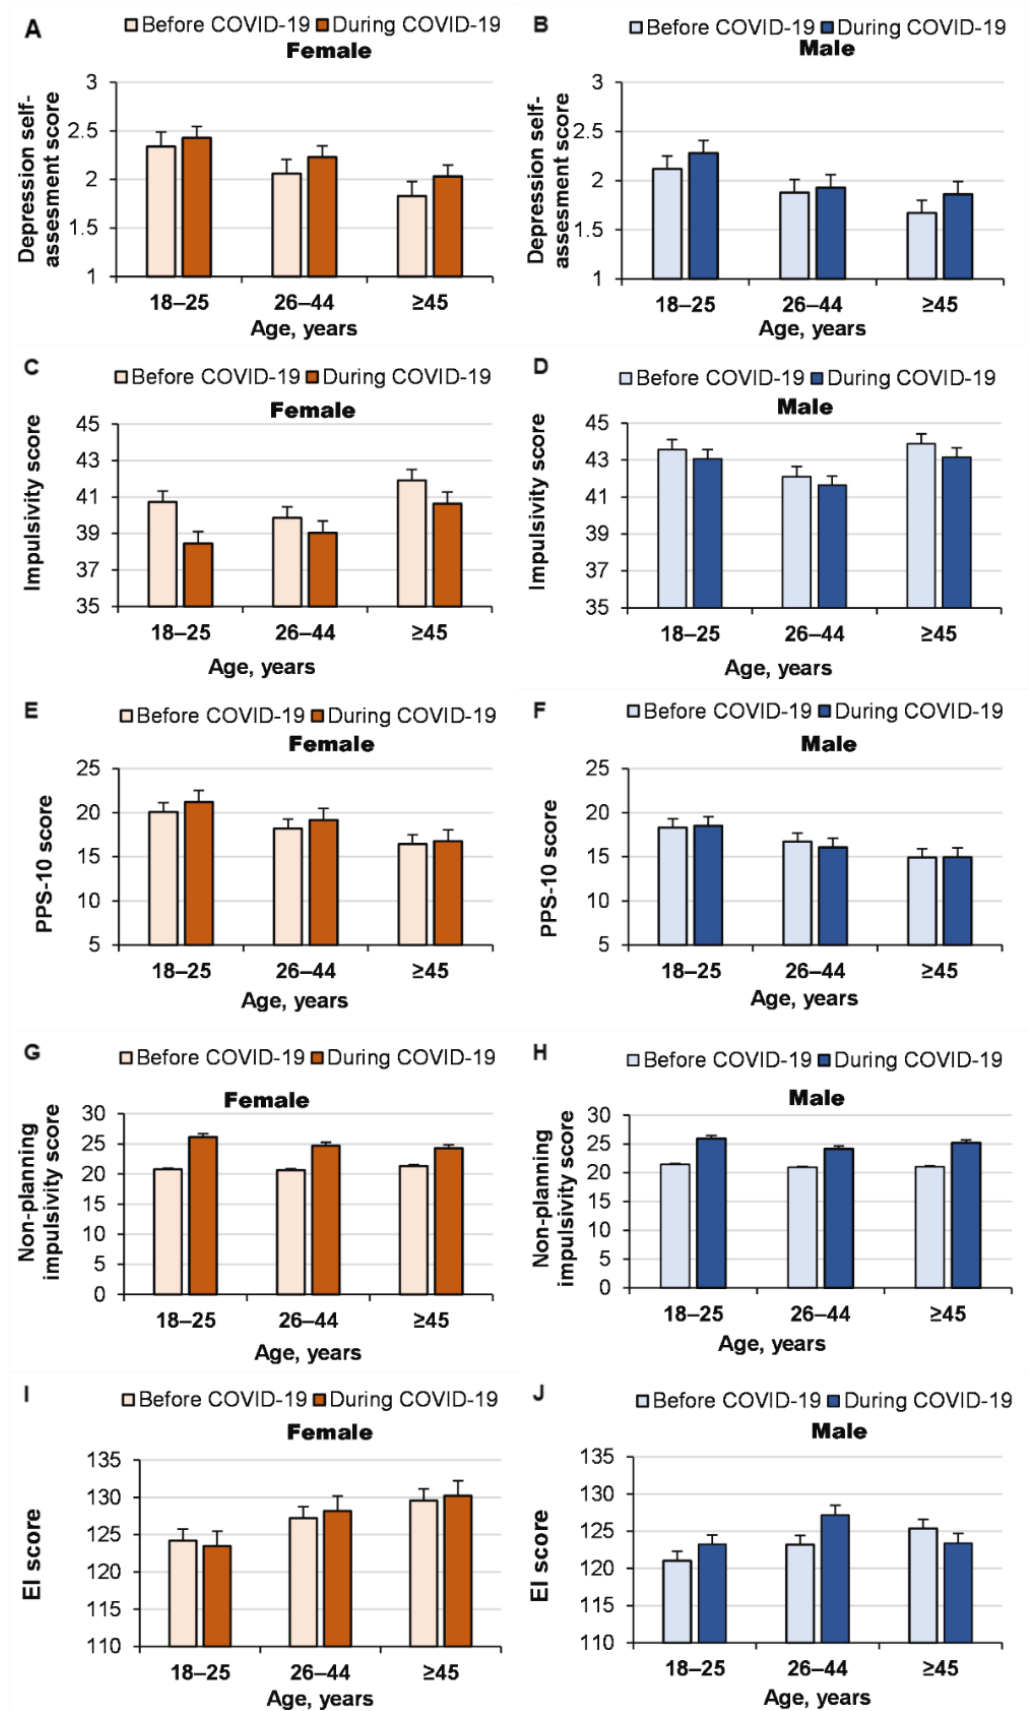 A
Before COVID-19 During COVID-19
Female
Depression self-
assesment score
3
2.5
2
1.5
1
18–25 26–44 ≥45
Age, years
B
Before COVID-19 During COVID-19
Male
Depression self-
assesment score
3
2.5
2
1.5
1
18–25 26–44 ≥45
Age, years
C
Before COVID-19 During COVID-19
Female
Impulsivity score
45
43
41
39
37
35
18–25 26–44 ≥45
Age, years
D
Before COVID-19 During COVID-19
Male
Impulsivity score
45
43
41
39
37
35
18–25 26–44 ≥45
Age, years
E
Before COVID-19 During COVID-19
Female
PPS-10 score
25
20
15
10
5
18–25 26–44 ≥45
Age, years
F
Before COVID-19 During COVID-19
Male
PPS-10 score
25
20
15
10
5
18–25 26–44 ≥45
Age, years
G
Before COVID-19 During COVID-19
Female
Non-planning
impulsivity score
30
25
20
15
10
5
0
18–25 26–44 ≥45
Age, years
H
Before COVID-19 During COVID-19
Male
Non-planning
impulsivity score
30
25
20
15
10
5
0
18–25 26–44 ≥45
Age, years
I
Before COVID-19 During COVID-19
Female
EI score
135
130
125
120
115
110
18–25 26–44 ≥45
Age, years
J
Before COVID-19 During COVID-19
Male
EI score
135
130
125
120
115
110
18–25 26–44 ≥45
Age, years